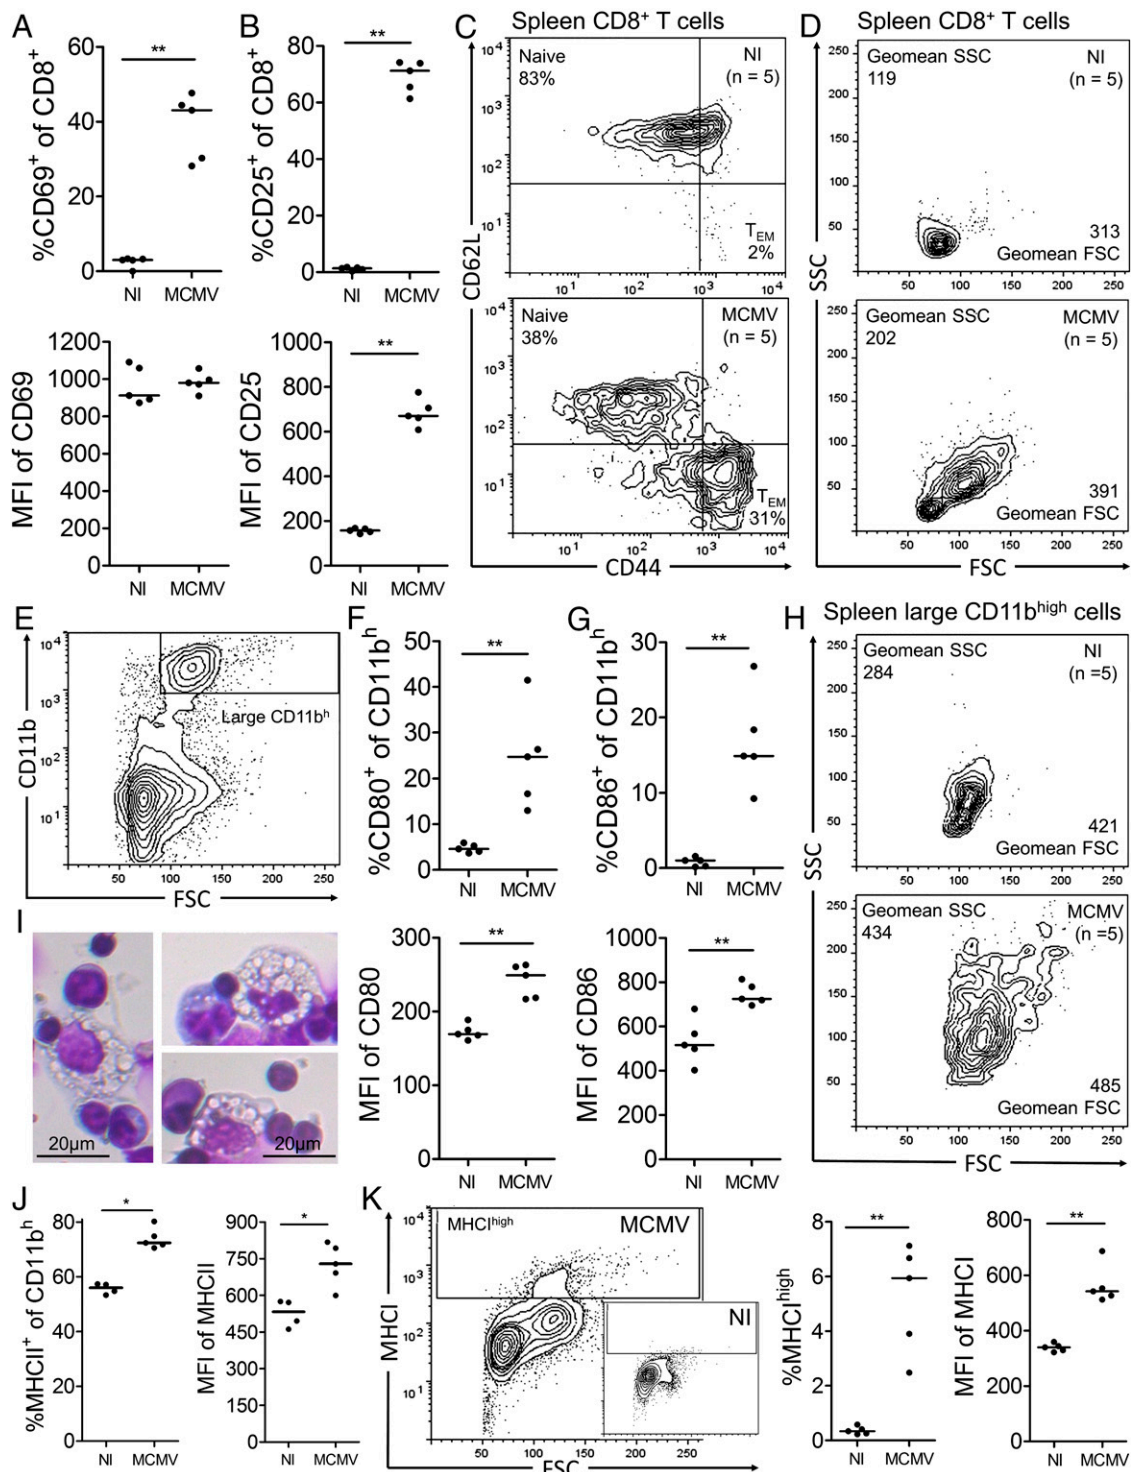 A
%CD69⁺ of CD8⁺
60
40
20
0
**
NI MCMV
MFI of CD69
1200
1000
800
600
400
200
0
NI MCMV
B
%CD25⁺ of CD8⁺
80
60
40
20
0
**
NI MCMV
MFI of CD25
1000
800
600
400
200
0
**
NI MCMV
C Spleen CD8⁺ T cells
Naive
83%
NI
(n = 5)
T_EM
2%
10⁴
10³
10²
10¹
10¹ 10² 10³ 10⁴
CD62L
Naive
38%
MCMV
(n = 5)
T_EM
31%
10⁴
10³
10²
10¹
10¹ 10² 10³ 10⁴
CD44
D Spleen CD8⁺ T cells
Geomean SSC
119
NI
(n = 5)
313
Geomean FSC
250
200
150
100
50
50 100 150 200 250
SSC
Geomean SSC
202
MCMV
(n = 5)
391
Geomean FSC
250
200
150
100
50
50 100 150 200 250
FSC
E
CD11b
10⁴
10³
10²
10¹
Large CD11bʰ
50 100 150 200 250
FSC
F
%CD80⁺ of CD11bʰ
50
40
30
20
10
0
**
NI MCMV
MFI of CD80
300
200
100
0
**
NI MCMV
G
%CD86⁺ of CD11bʰ
30
20
10
0
**
NI MCMV
MFI of CD86
1000
800
600
400
200
0
**
NI MCMV
H Spleen large CD11bʰⁱᵍʰ cells
Geomean SSC
284
NI
(n =5)
421
Geomean FSC
250
200
150
100
50
50 100 150 200 250
SSC
Geomean SSC
434
MCMV
(n =5)
485
Geomean FSC
250
200
150
100
50
50 100 150 200 250
FSC
I
20µm
20µm
J
%MHCII⁺ of CD11bʰ
80
60
40
20
0
*
NI MCMV
MFI of MHCII
900
750
600
450
300
150
0
*
NI MCMV
K
MHCI
MHCIʰⁱᵍʰ
MCMV
NI
10⁴
10³
10²
10¹
50 100 150 200 250
FSC
%MHCIʰⁱᵍʰ
8
6
4
2
0
**
NI MCMV
MFI of MHCI
800
600
400
200
0
**
NI MCMV